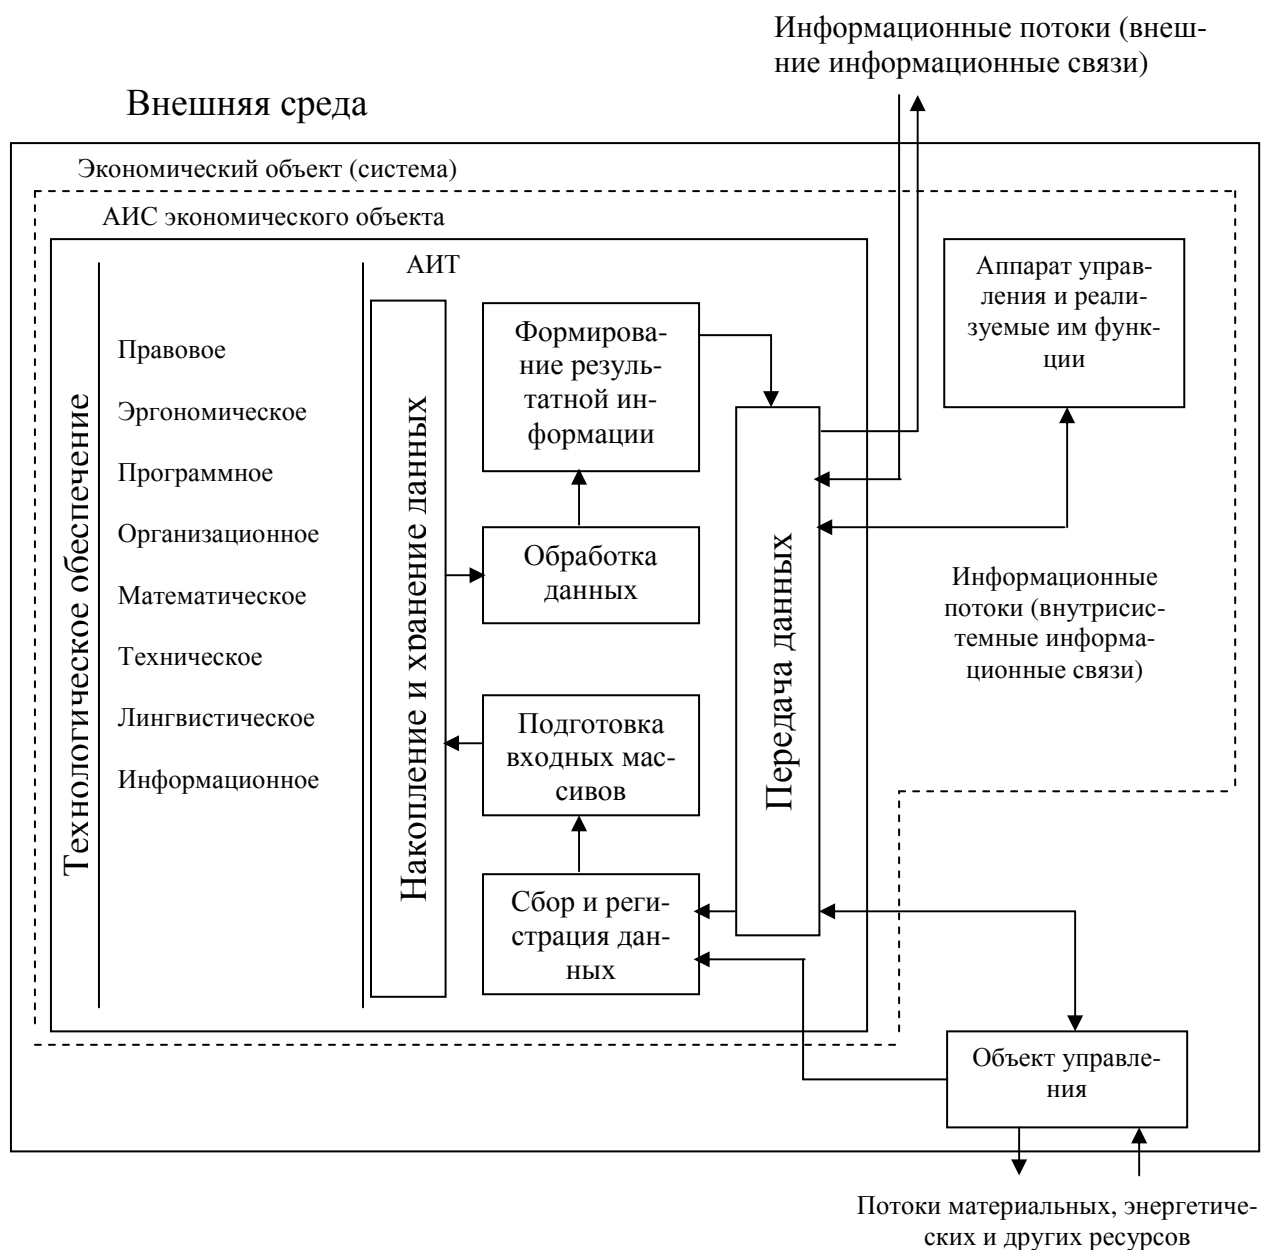 Информационные потоки (внеш-
ние информационные связи)
Внешняя среда
Экономический объект (система)
АИС экономического объекта
Технологическое обеспечение
Правовое
Эргономическое
Программное
Организационное
Математическое
Техническое
Лингвистическое
Информационное
АИТ
Накопление и хранение данных
Формирова-
ние резуль-
татной ин-
формации
Обработка
данных
Подготовка
входных мас-
сивов
Сбор и реги-
страция дан-
ных
Передача данных
Аппарат управ-
ления и реали-
зуемые им функ-
ции
Информационные
потоки (внутрисис-
темные информа-
ционные связи)
Объект управле-
ния
Потоки материальных, энергетиче-
ских и других ресурсов